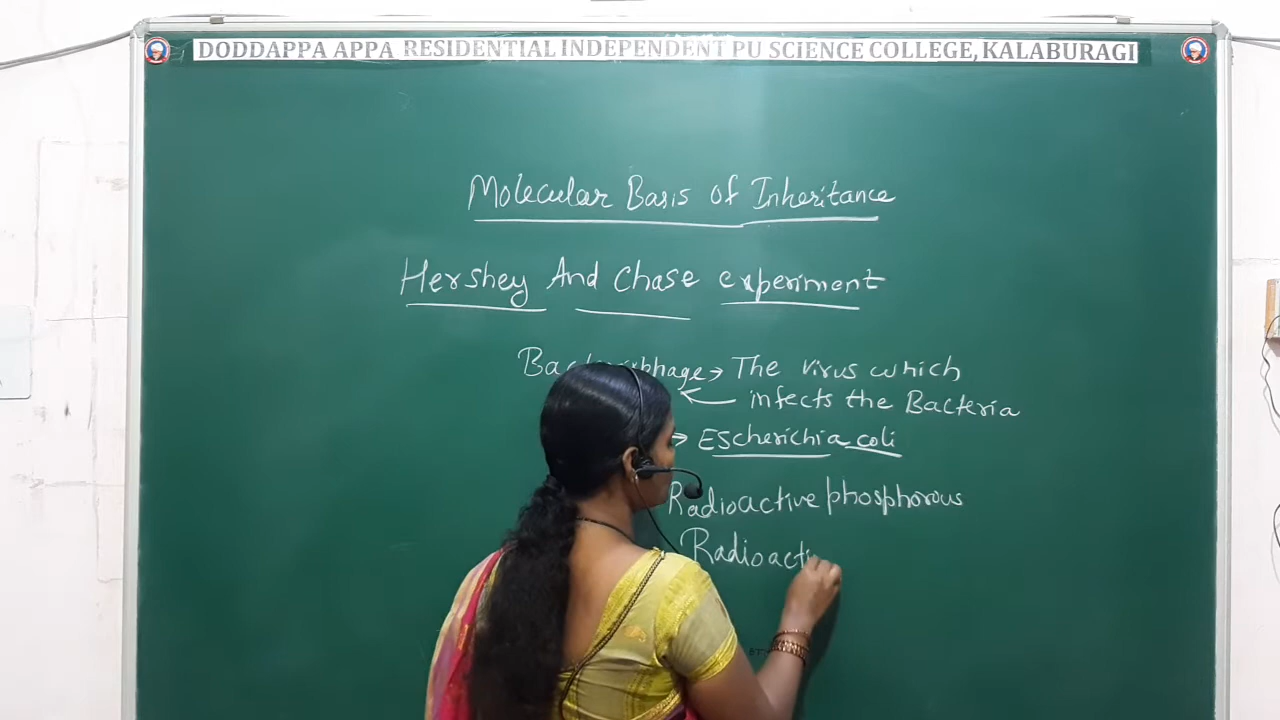 DODDAPPA APPA RESIDENTIAL INDEPENDENT PU SCiENCE COLLEGE, KALABURAGI
Molecular Basis of Inheritance
Hershey And Chase experiment
The virus which
infects the Bacteria
→ Escherichia coli
Radioactive phosphorous